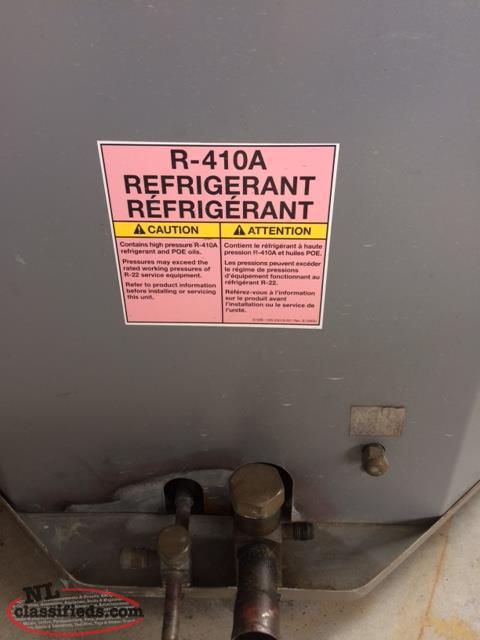 R-410A
REFRIGERANT
RÉFRIGÉRANT
CAUTION
Contains high pressure R-410A
refrigerant and POE oils.
Pressures may exceed the
rated working pressures of
R-22 service equipment.
Refer to product information
before installing or servicing
this unit.
ATTENTION
Contient le réfrigérant à haute
pression R-410A et huiles POE.
Les pressions peuvent excéder
le régime de pressions
d'équipement fonctionnant au
réfrigérant R-22.
Référez-vous à l'information
sur le produit avant
l'installation ou le service de
l'unité.
NL
classifieds.com